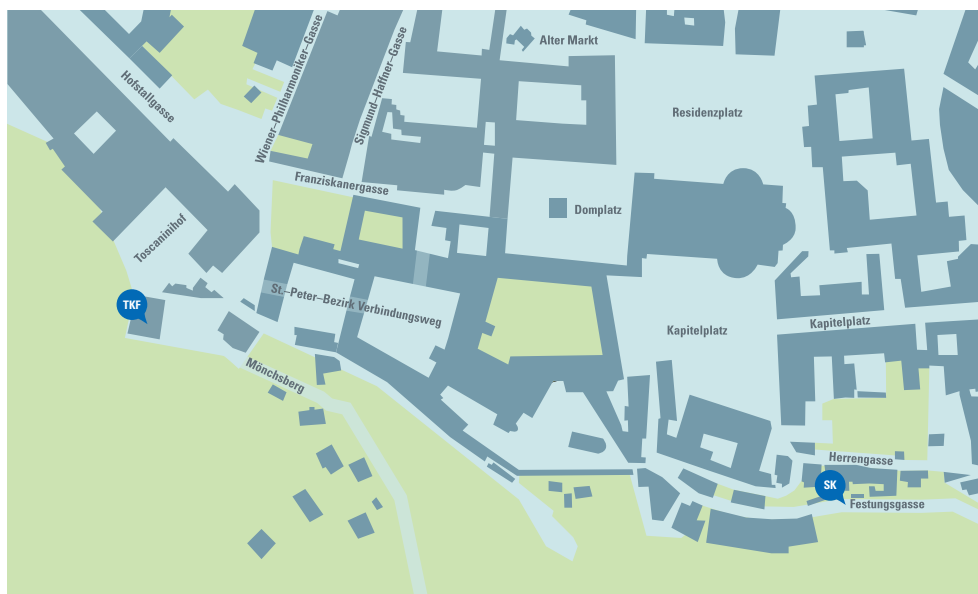 Alter Markt
Hofstallgasse
Wiener–Philharmoniker–Gasse
Sigmund–Haffner–Gasse
Residenzplatz
Franziskanergasse
Domplatz
Toscaninihof
TKF
St.–Peter–Bezirk Verbindungsweg
Kapitelplatz
Kapitelplatz
Mönchsberg
Herrengasse
SK
Festungsgasse